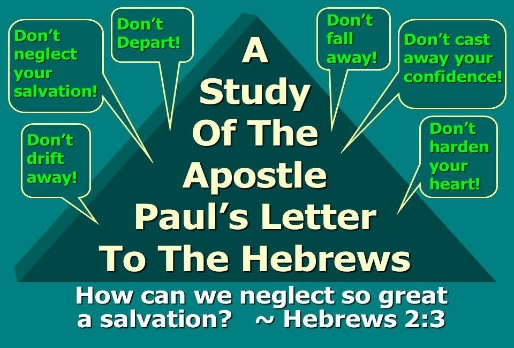 Don't
neglect
your
salvation!
Don't
Depart!
Don't
fall
away!
Don't cast
away your
confidence!
Don't
drift
away!
Don't
harden
your
heart!
A
Study
Of The
Apostle
Paul's Letter
To The Hebrews
How can we neglect so great
a salvation? ~ Hebrews 2:3